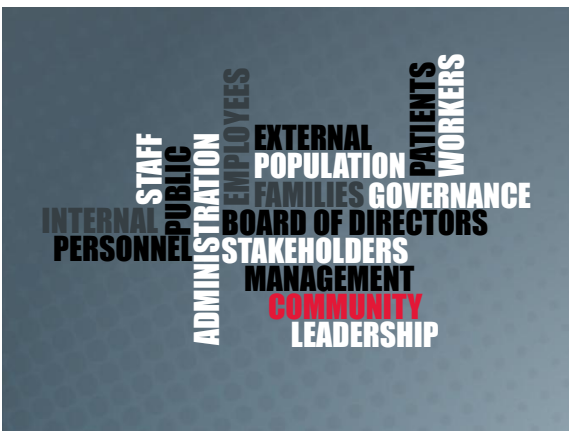 EMPLOYEES
PATIENTS
WORKERS
STAFF
PUBLIC
ADMINISTRATION
EXTERNAL
POPULATION
FAMILIES
GOVERNANCE
INTERNAL
BOARD OF DIRECTORS
PERSONNEL
STAKEHOLDERS
MANAGEMENT
COMMUNITY
LEADERSHIP